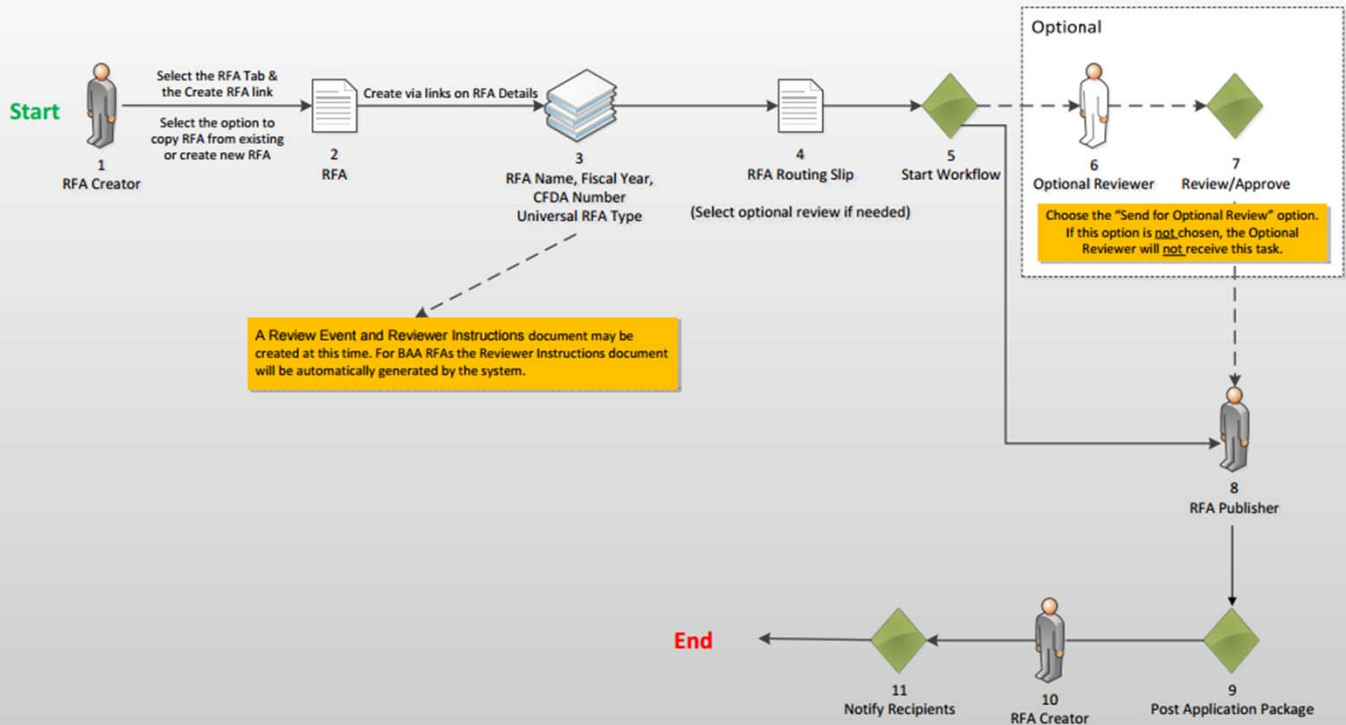 Optional
Start
Select the RFA Tab &
the Create RFA link
Select the option to
copy RFA from existing
or create new RFA
1
RFA Creator
2
RFA
Create via links on RFA Details
3
RFA Name, Fiscal Year,
CFDA Number
Universal RFA Type
4
RFA Routing Slip
(Select optional review if needed)
5
Start Workflow
6
Optional Reviewer
7
Review/Approve
Choose the “Send for Optional Review” option.
If this option is not chosen, the Optional
Reviewer will not receive this task.
A Review Event and Reviewer Instructions document may be
created at this time. For BAA RFAs the Reviewer Instructions document
will be automatically generated by the system.
8
RFA Publisher
9
Post Application Package
10
RFA Creator
11
Notify Recipients
End